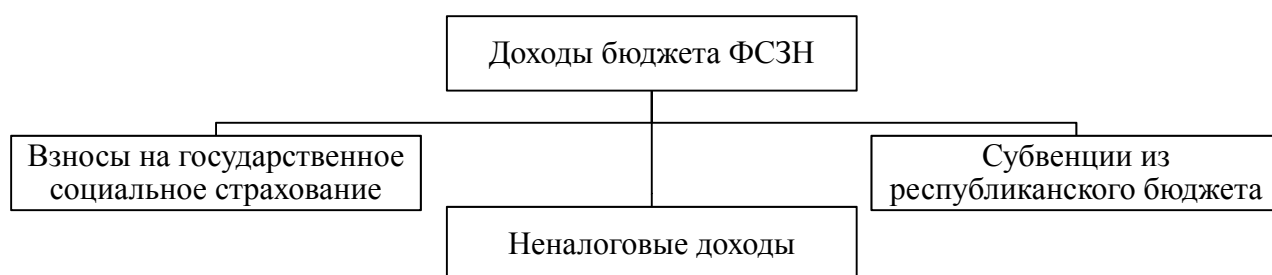 Доходы бюджета ФСЗН
Взносы на государственное
социальное страхование
Неналоговые доходы
Субвенции из
республиканского бюджета